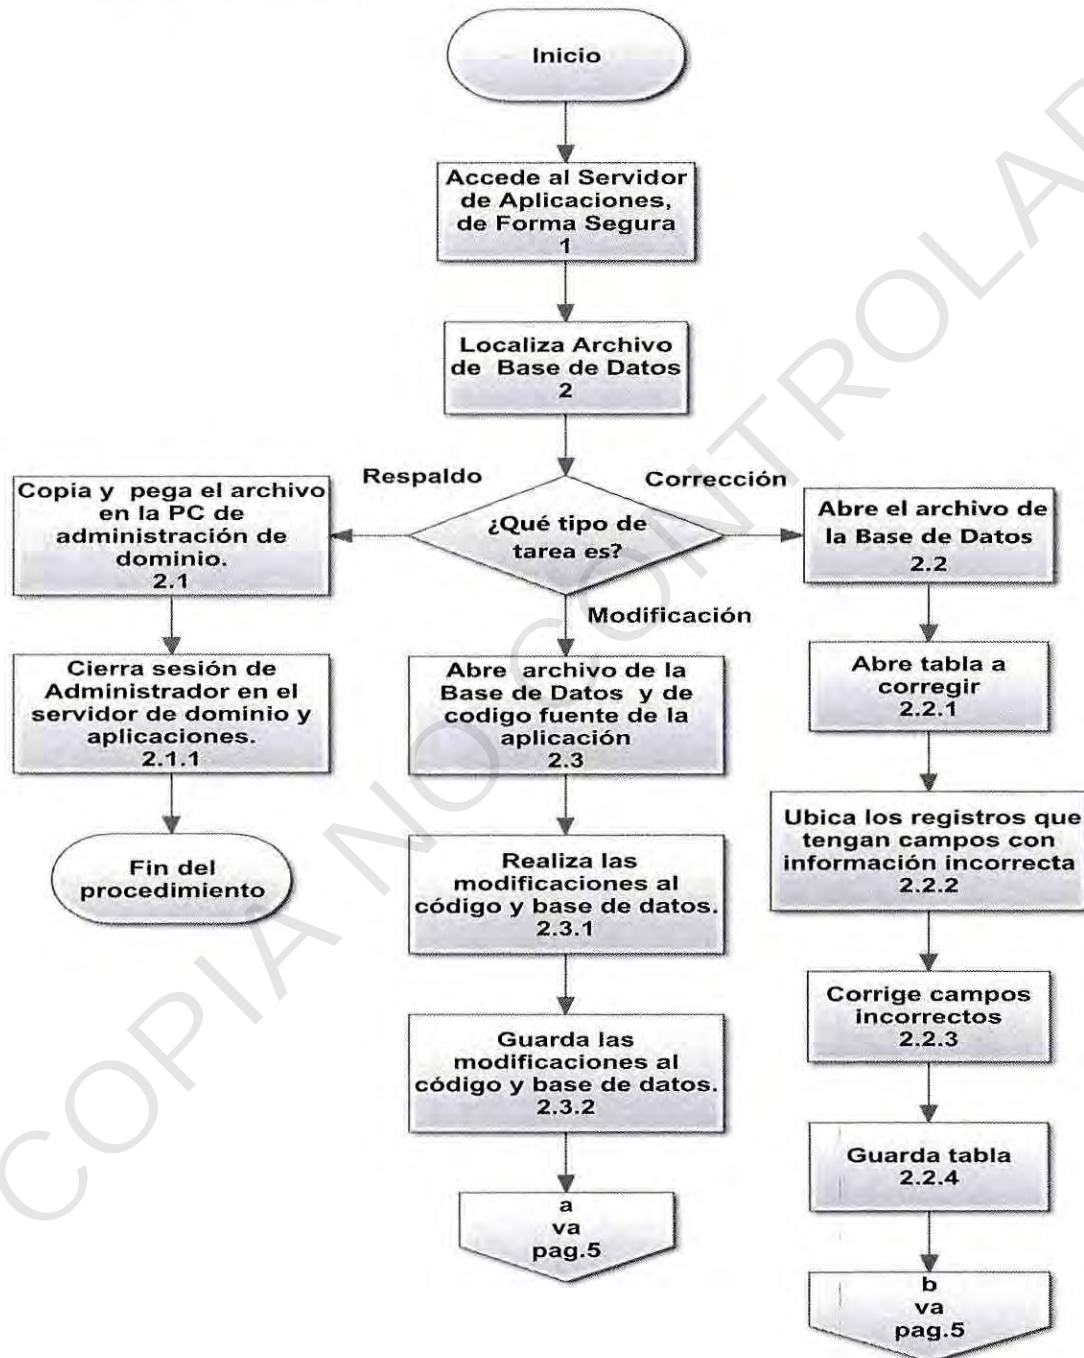 Inicio
Accede al Servidor
de Aplicaciones,
de Forma Segura
1
Localiza Archivo
de Base de Datos
2
¿Qué tipo de
tarea es?
Respaldo
Copia y pega el archivo
en la PC de
administración de
dominio.
2.1
Cierra sesión de
Administrador en el
servidor de dominio y
aplicaciones.
2.1.1
Fin del
procedimiento
Modificación
Abre archivo de la
Base de Datos y de
codigo fuente de la
aplicación
2.3
Realiza las
modificaciones al
código y base de datos.
2.3.1
Guarda las
modificaciones al
código y base de datos.
2.3.2
a
va
pag.5
Corrección
Abre el archivo de
la Base de Datos
2.2
Abre tabla a
corregir
2.2.1
Ubica los registros que
tengan campos con
información incorrecta
2.2.2
Corrige campos
incorrectos
2.2.3
Guarda tabla
2.2.4
b
va
pag.5
COPIA NO